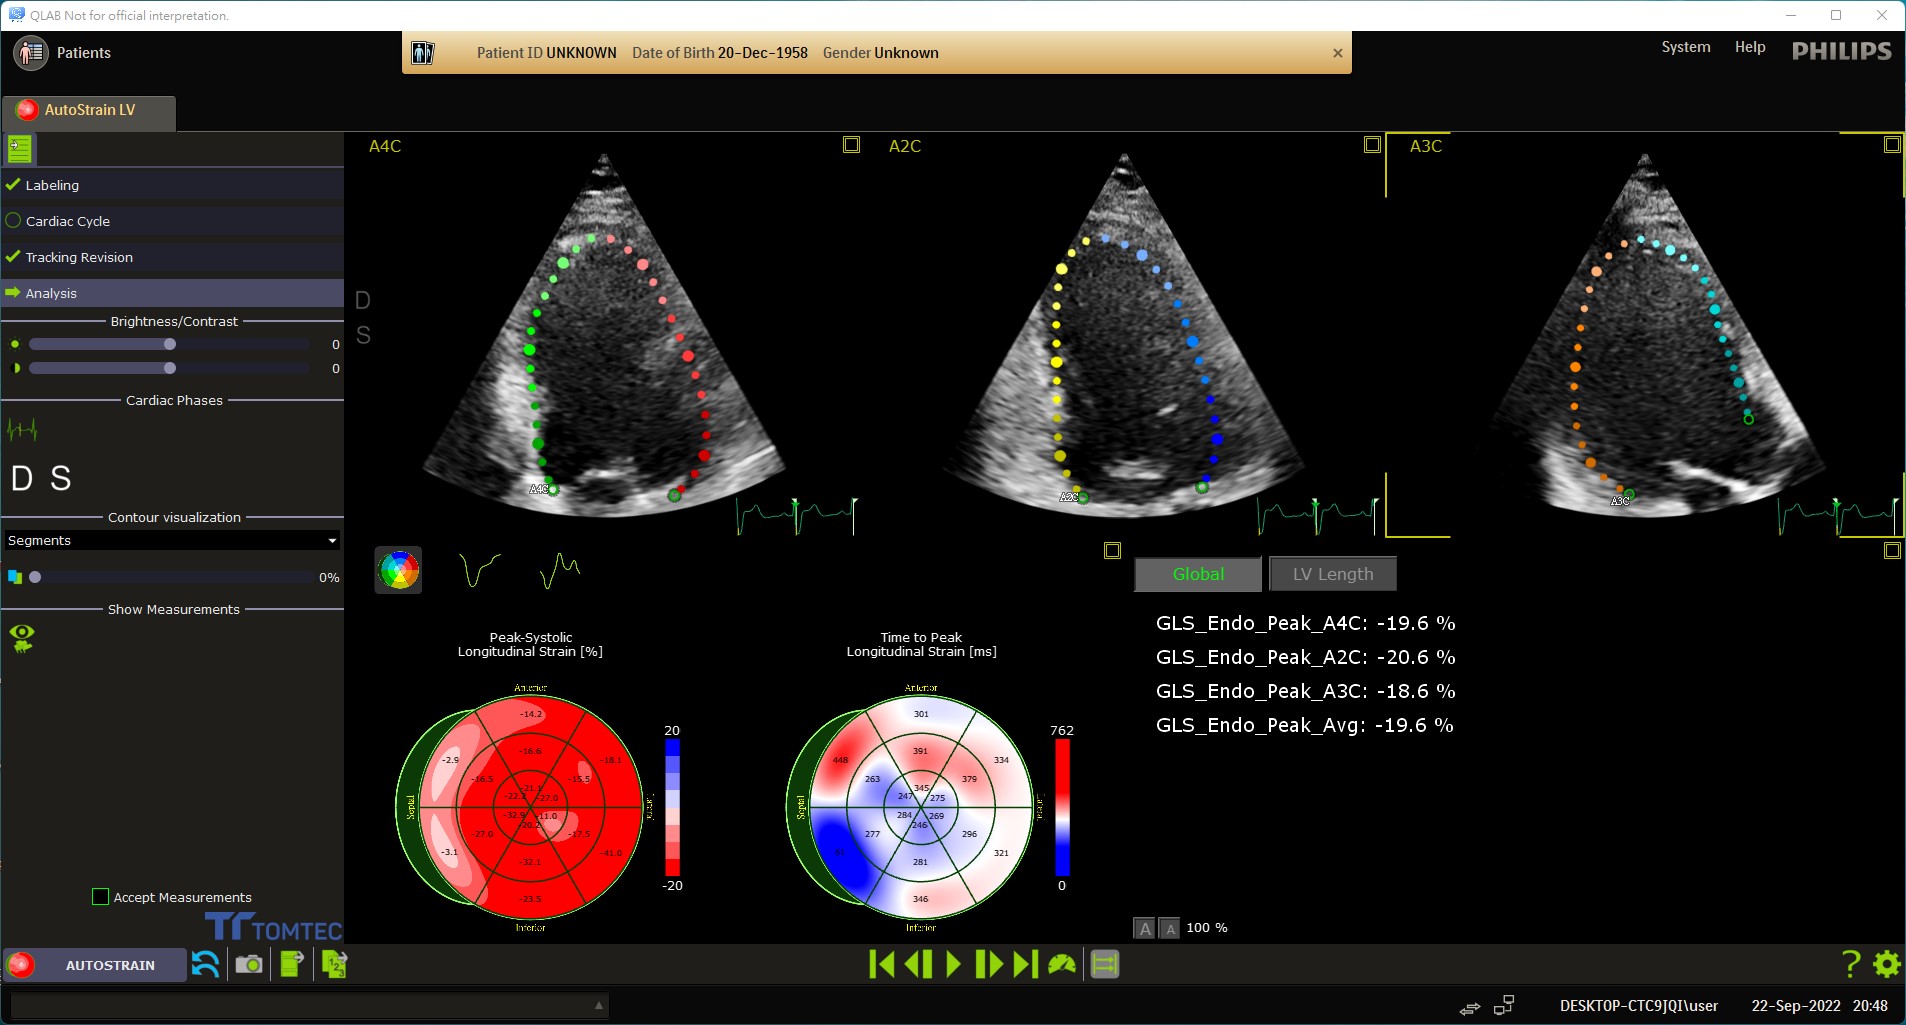 QLAB Not for official interpretation.
Patients
Patient ID UNKNOWN Date of Birth 20-Dec-1958 Gender Unknown
System Help PHILIPS
AutoStrain LV
Labeling
Cardiac Cycle
Tracking Revision
Analysis
Brightness/Contrast
0
0
Cardiac Phases
D S
Contour visualization
Segments
0%
Show Measurements
Accept Measurements
TOMTEC
A4C
A2C
A3C
D
S
A4C
A2C
A3C
Peak-Systolic
Longitudinal Strain [%]
Anterior
-14.2
-2.9
-16.6
-18.1
-16.5
-15.5
-21.1
-22.2
-27.0
-32.9
-11.0
-20.2
-27.0
-17.5
-3.1
-41.0
-32.1
-23.5
Septal
Lateral
Inferior
20
-20
Time to Peak
Longitudinal Strain [ms]
Anterior
301
448
391
334
263
379
345
247
275
284
269
246
277
296
321
281
346
Septal
Lateral
Inferior
762
0
Global
LV Length
GLS_Endo_Peak_A4C: -19.6 %
GLS_Endo_Peak_A2C: -20.6 %
GLS_Endo_Peak_A3C: -18.6 %
GLS_Endo_Peak_Avg: -19.6 %
A A 100 %
AUTOSTRAIN
123
?
DESKTOP-CTC9JQI\user 22-Sep-2022 20:48